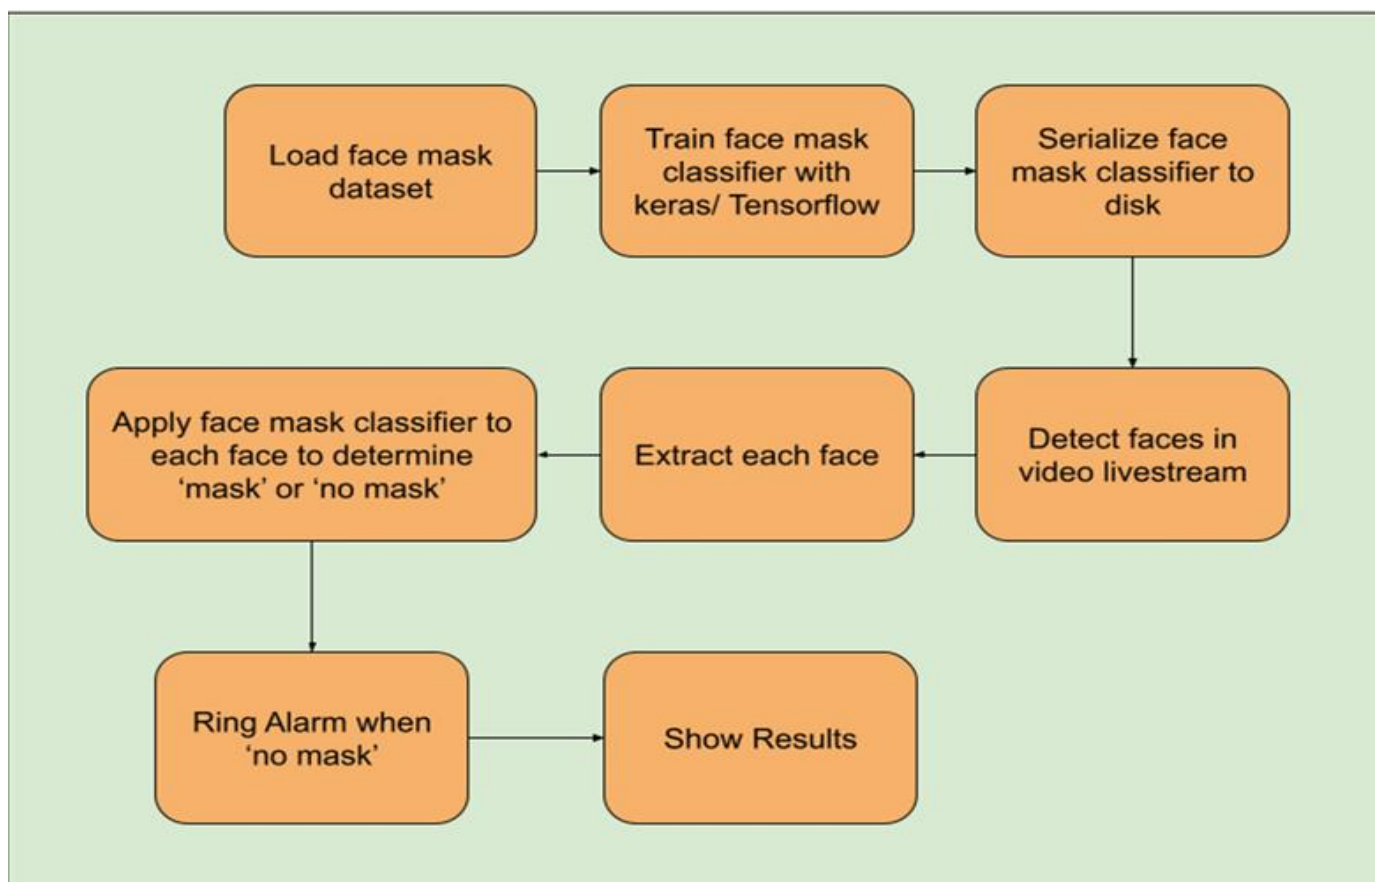 Load face mask
dataset
Train face mask
classifier with
keras/ Tensorflow
Serialize face
mask classifier to
disk
Detect faces in
video livestream
Extract each face
Apply face mask classifier to
each face to determine
‘mask’ or ‘no mask’
Ring Alarm when
‘no mask’
Show Results